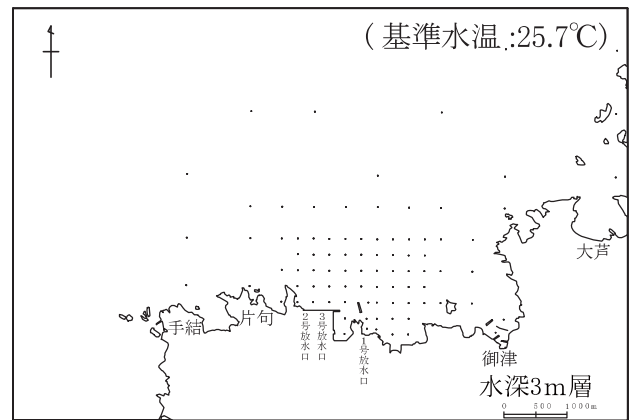 (基準水温:25.7℃)
大芦
手結
片句
2号放水口
3号放水口
1号放水口
御津
水深3m層
0 500 1000m